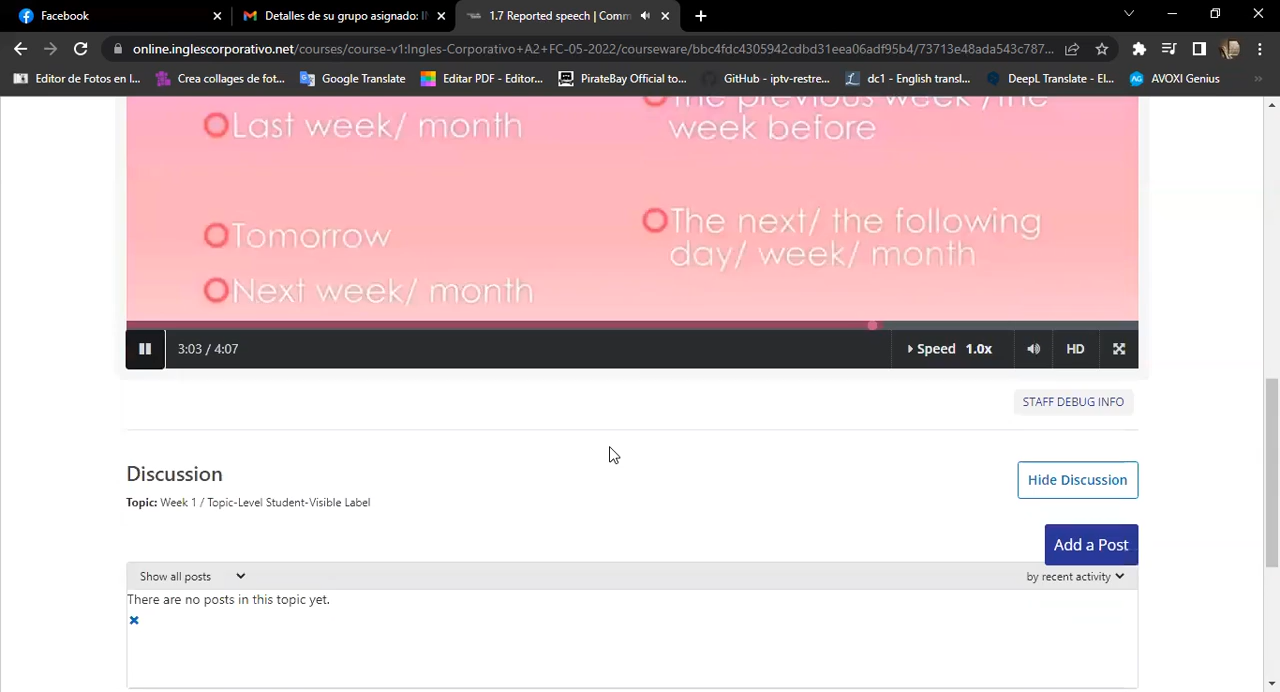 Facebook
Detalles de su grupo asignado: I
1.7 Reported speech | Comm
online.inglescorporativo.net/courses/course-v1:Ingles-Corporativo+A2+FC-05-2022/courseware/bbc4fdc4305942cdbd31eea06adf95b4/73713e48ada543c787...
Editor de Fotos en l...
Crea collages de fot...
Google Translate
Editar PDF - Editor...
PirateBay Official to...
GitHub - iptv-restre...
dc1 - English transl...
DeepL Translate - El...
AVOXI Genius
»
Last week/ month
The previous week /the
week before
Tomorrow
Next week/ month
The next/ the following
day/ week/ month
3:03 / 4:07
Speed 1.0x
HD
STAFF DEBUG INFO
Discussion
Hide Discussion
Topic: Week 1 / Topic-Level Student-Visible Label
Add a Post
Show all posts
by recent activity
There are no posts in this topic yet.